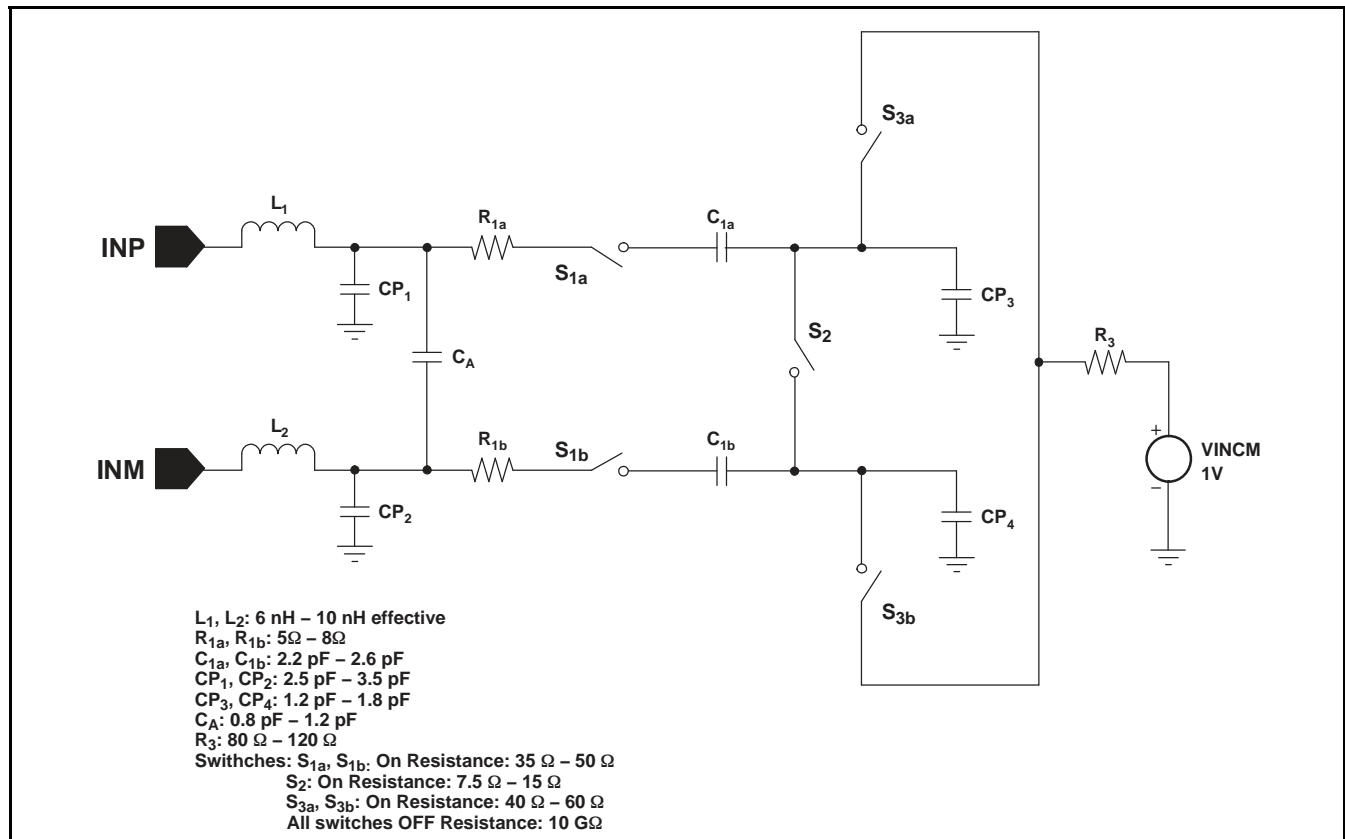 S3a
L1
R1a
C1a
INP
S1a
CP1
CP3
S2
R3
CA
L2
R1b
S1b
C1b
+
VINCM
1V
−
INM
CP2
CP4
S3b
L1, L2: 6 nH – 10 nH effective
R1a, R1b: 5Ω – 8Ω
C1a, C1b: 2.2 pF – 2.6 pF
CP1, CP2: 2.5 pF – 3.5 pF
CP3, CP4: 1.2 pF – 1.8 pF
CA: 0.8 pF – 1.2 pF
R3: 80 Ω – 120 Ω
Swithches: S1a, S1b: On Resistance: 35 Ω – 50 Ω
S2: On Resistance: 7.5 Ω – 15 Ω
S3a, S3b: On Resistance: 40 Ω – 60 Ω
All switches OFF Resistance: 10 GΩ